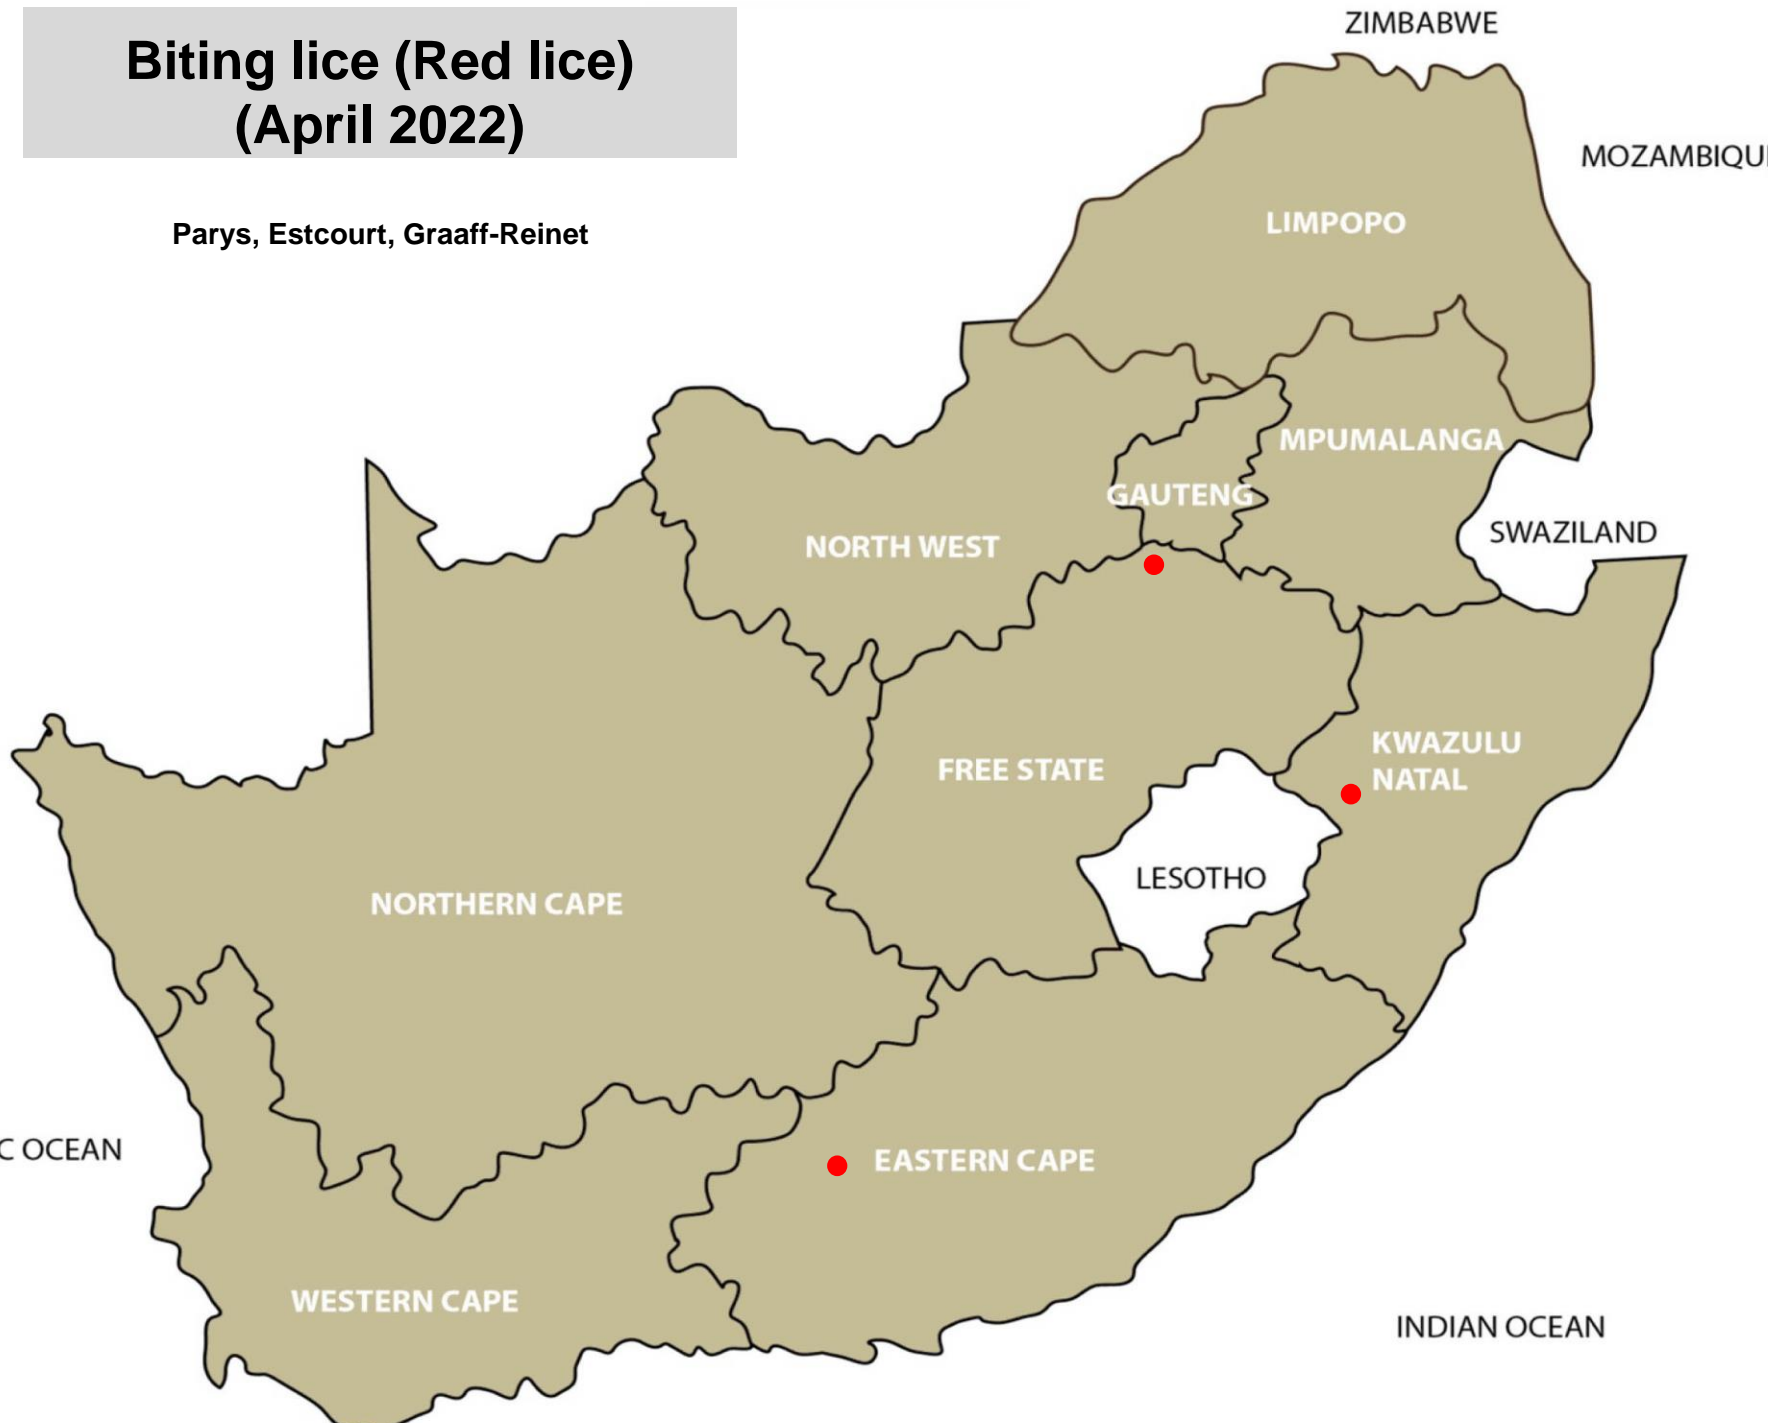 Biting lice (Red lice)
(April 2022)
Parys, Estcourt, Graaff-Reinet
ZIMBABWE
MOZAMBIQU
LIMPOPO
MPUMALANGA
GAUTENG
NORTH WEST
SWAZILAND
KWAZULU
NATAL
FREE STATE
LESOTHO
NORTHERN CAPE
C OCEAN
EASTERN CAPE
WESTERN CAPE
INDIAN OCEAN